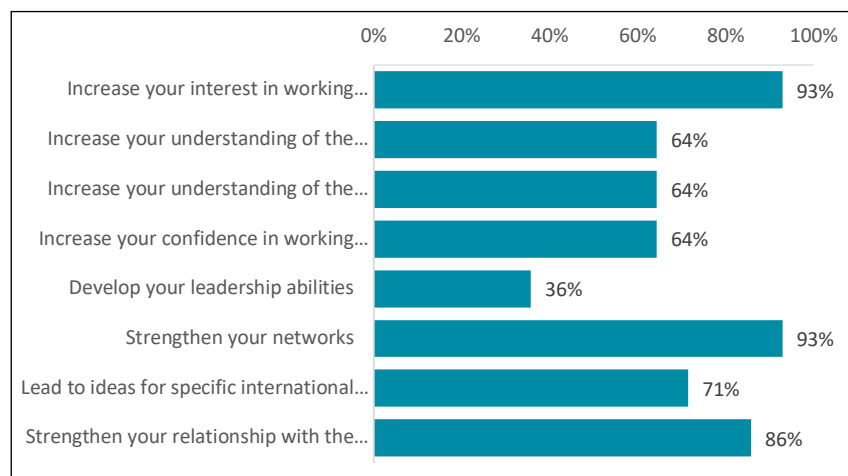 0% 20% 40% 60% 80% 100%
Increase your interest in working... 93%
Increase your understanding of the... 64%
Increase your understanding of the... 64%
Increase your confidence in working... 64%
Develop your leadership abilities 36%
Strengthen your networks 93%
Lead to ideas for specific international... 71%
Strengthen your relationship with the... 86%